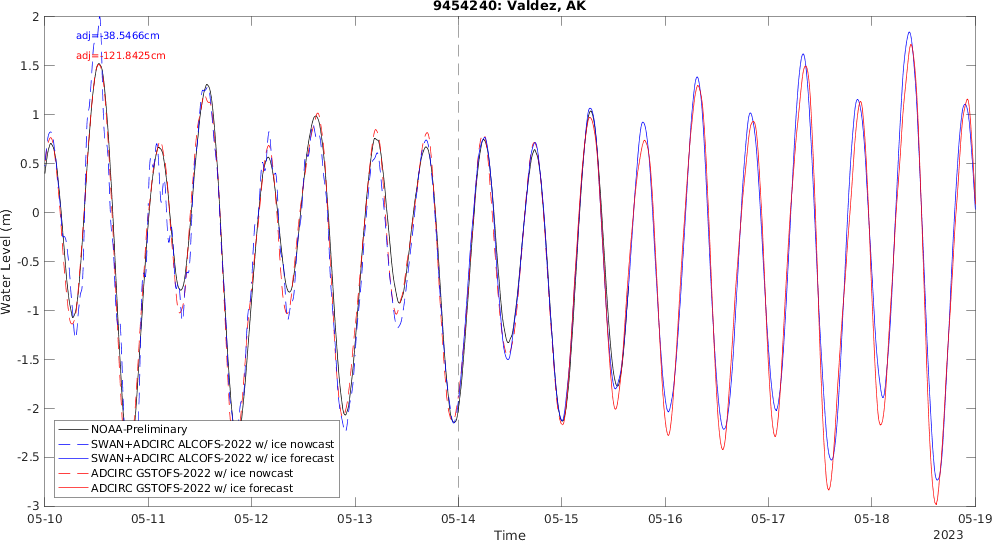 9454240: Valdez, AK
adj=-38.5466cm
adj=-121.8425cm
Water Level (m)
2
1.5
1
0.5
0
-0.5
-1
-1.5
-2
-2.5
-3
NOAA-Preliminary
SWAN+ADCIRC ALCOFS-2022 w/ ice nowcast
SWAN+ADCIRC ALCOFS-2022 w/ ice forecast
ADCIRC GSTOFS-2022 w/ ice nowcast
ADCIRC GSTOFS-2022 w/ ice forecast
05-10 05-11 05-12 05-13 05-14 05-15 05-16 05-17 05-18 05-19
Time
2023